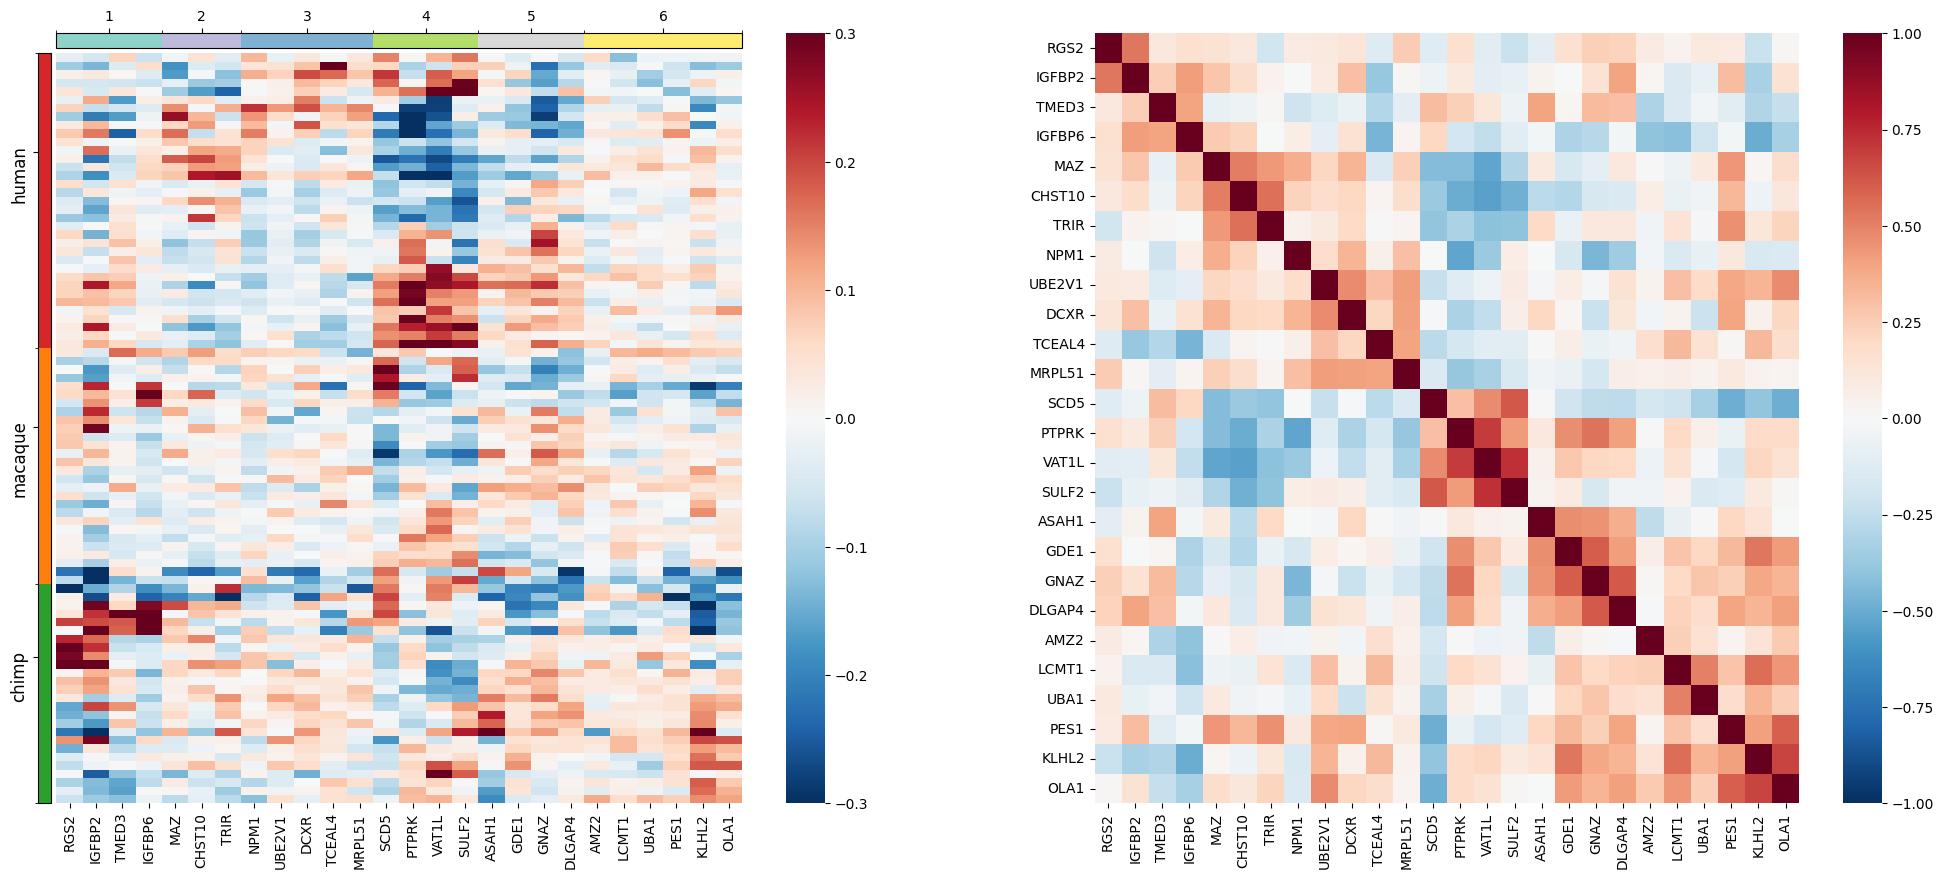 1 2 3 4 5 6
human
macaque
chimp
0.3
0.2
0.1
0.0
−0.1
−0.2
−0.3
RGS2 IGFBP2 TMED3 IGFBP6 MAZ CHST10 TRIR NPM1 UBE2V1 DCXR TCEAL4 MRPL51 SCD5 PTPRK VAT1L SULF2 ASAH1 GDE1 GNAZ DLGAP4 AMZ2 LCMT1 UBA1 PES1 KLHL2 OLA1
RGS2
IGFBP2
TMED3
IGFBP6
MAZ
CHST10
TRIR
NPM1
UBE2V1
DCXR
TCEAL4
MRPL51
SCD5
PTPRK
VAT1L
SULF2
ASAH1
GDE1
GNAZ
DLGAP4
AMZ2
LCMT1
UBA1
PES1
KLHL2
OLA1
RGS2 IGFBP2 TMED3 IGFBP6 MAZ CHST10 TRIR NPM1 UBE2V1 DCXR TCEAL4 MRPL51 SCD5 PTPRK VAT1L SULF2 ASAH1 GDE1 GNAZ DLGAP4 AMZ2 LCMT1 UBA1 PES1 KLHL2 OLA1
1.00
0.75
0.50
0.25
0.00
−0.25
−0.50
−0.75
−1.00